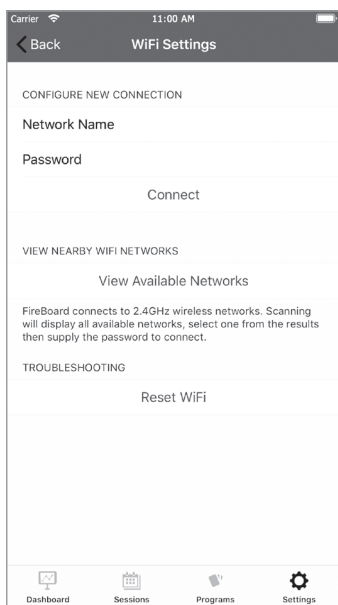 Carrier 11:00 AM
Back WiFi Settings
CONFIGURE NEW CONNECTION
Network Name
Password
Connect
VIEW NEARBY WIFI NETWORKS
View Available Networks
FireBoard connects to 2.4GHz wireless networks. Scanning
will display all available networks, select one from the results
then supply the password to connect.
TROUBLESHOOTING
Reset WiFi
Dashboard Sessions Programs Settings